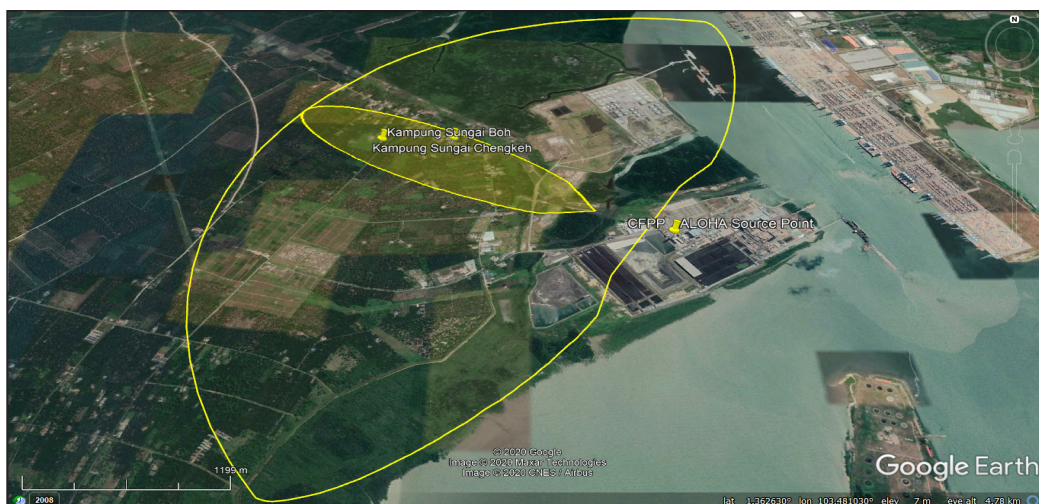 N
Kampung Sungai Boh
Kampung Sungai Chengkeh
CFPP ALOHA Source Point
1199 m
© 2020 Google
Image © 2020 Maxar Technologies
Image © 2020 CNES / Airbus
Google Earth
2008
lat 1.362630° lon 103.481030° elev 7 m eye alt 4.78 km